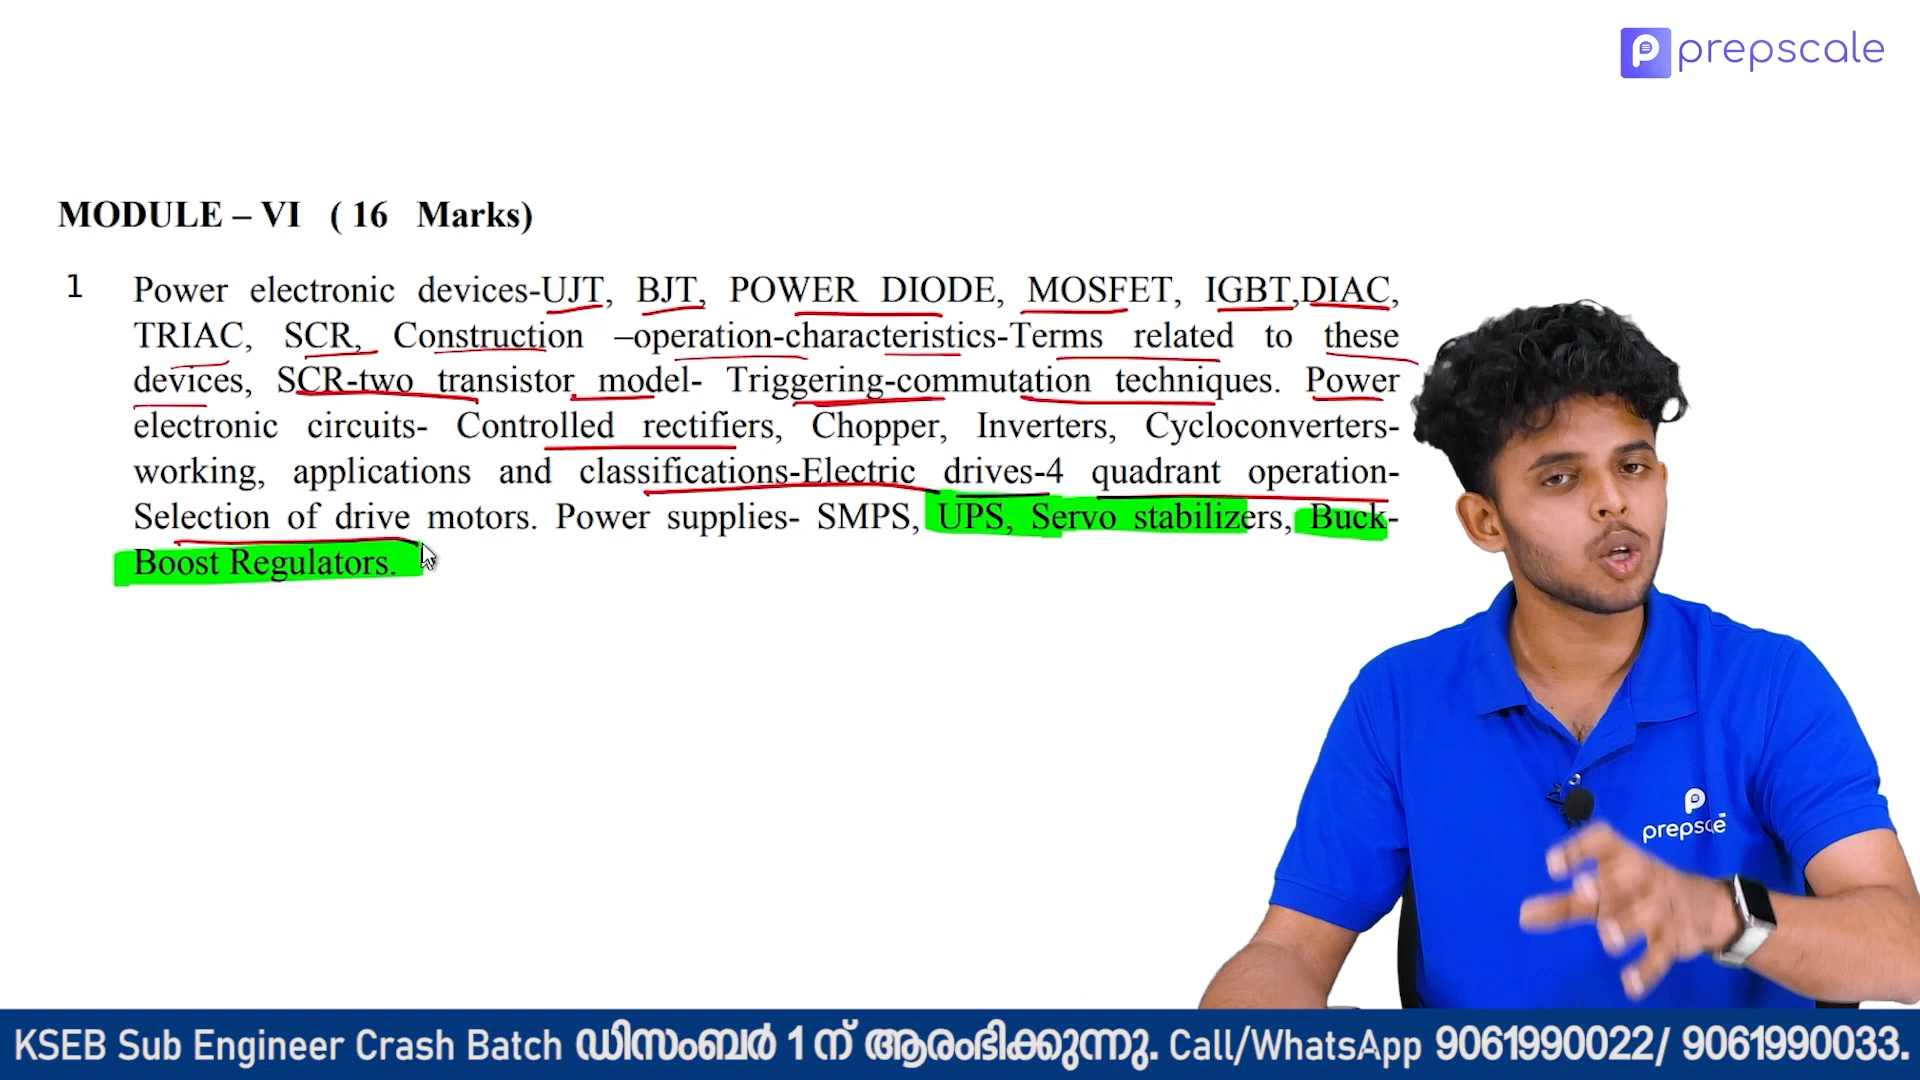 prepscale
MODULE – VI ( 16 Marks)
1 Power electronic devices-UJT, BJT, POWER DIODE, MOSFET, IGBT,DIAC,
TRIAC, SCR, Construction –operation-characteristics-Terms related to these
devices, SCR-two transistor model- Triggering-commutation techniques. Power
electronic circuits- Controlled rectifiers, Chopper, Inverters, Cycloconverters-
working, applications and classifications-Electric drives-4 quadrant operation-
Selection of drive motors. Power supplies- SMPS, UPS, Servo stabilizers, Buck-
Boost Regulators.
prepscale
KSEB Sub Engineer Crash Batch ഡിസംബർ 1 ന് ആരംഭിക്കുന്നു. Call/WhatsApp 9061990022/ 9061990033.